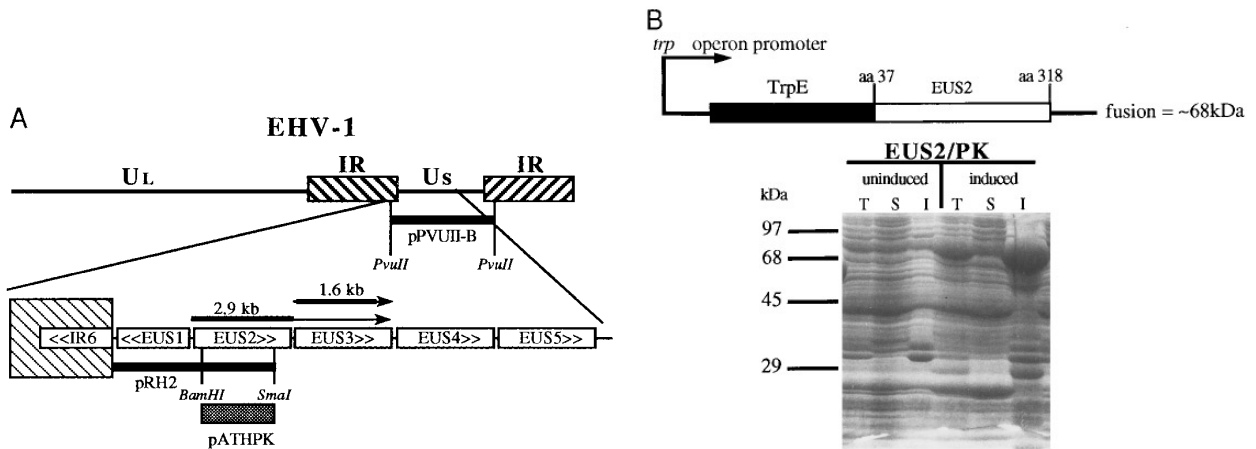 A
EHV-1
UL IR US IR
pPVUII-B
PvuII PvuII
1.6 kb
2.9 kb
<<IR6 <<EUS1 EUS2>> EUS3>> EUS4>> EUS5>>
pRH2
BamHI SmaI
pATHPK
B
trp operon promoter
aa 37 aa 318
TrpE EUS2
fusion = ~68kDa
EUS2/PK
uninduced induced
kDa
T S I T S I
97
68
45
29